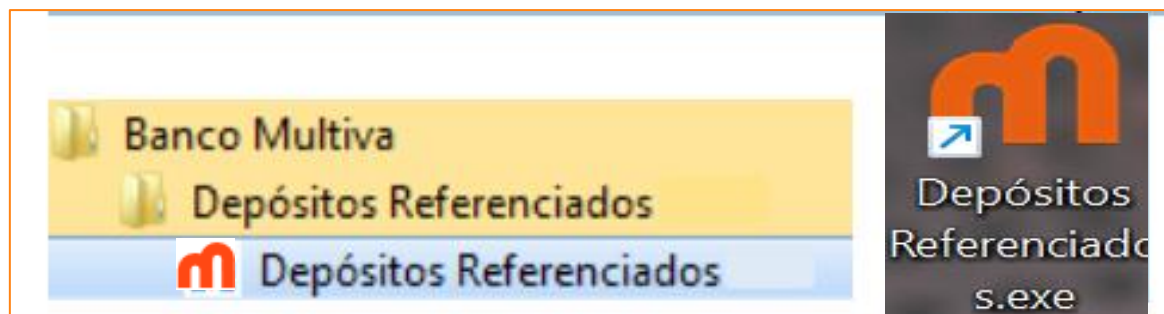 Banco Multiva
Depósitos Referenciados
Depósitos Referenciados
Depósitos
Referenciado
s.exe